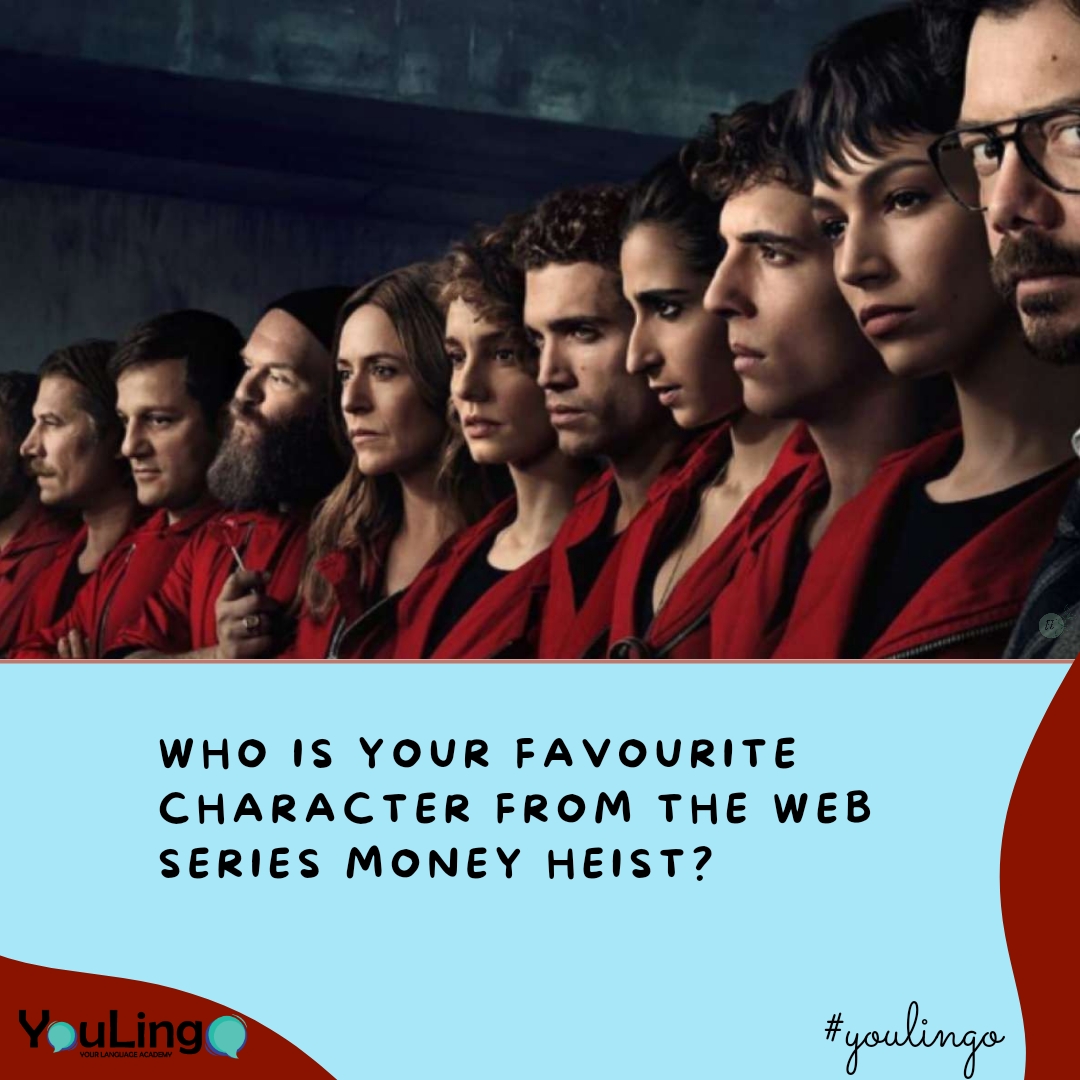 WHO IS YOUR FAVOURITE
CHARACTER FROM THE WEB
SERIES MONEY HEIST?
YouLingo
YOUR LANGUAGE ACADEMY
#youlingo